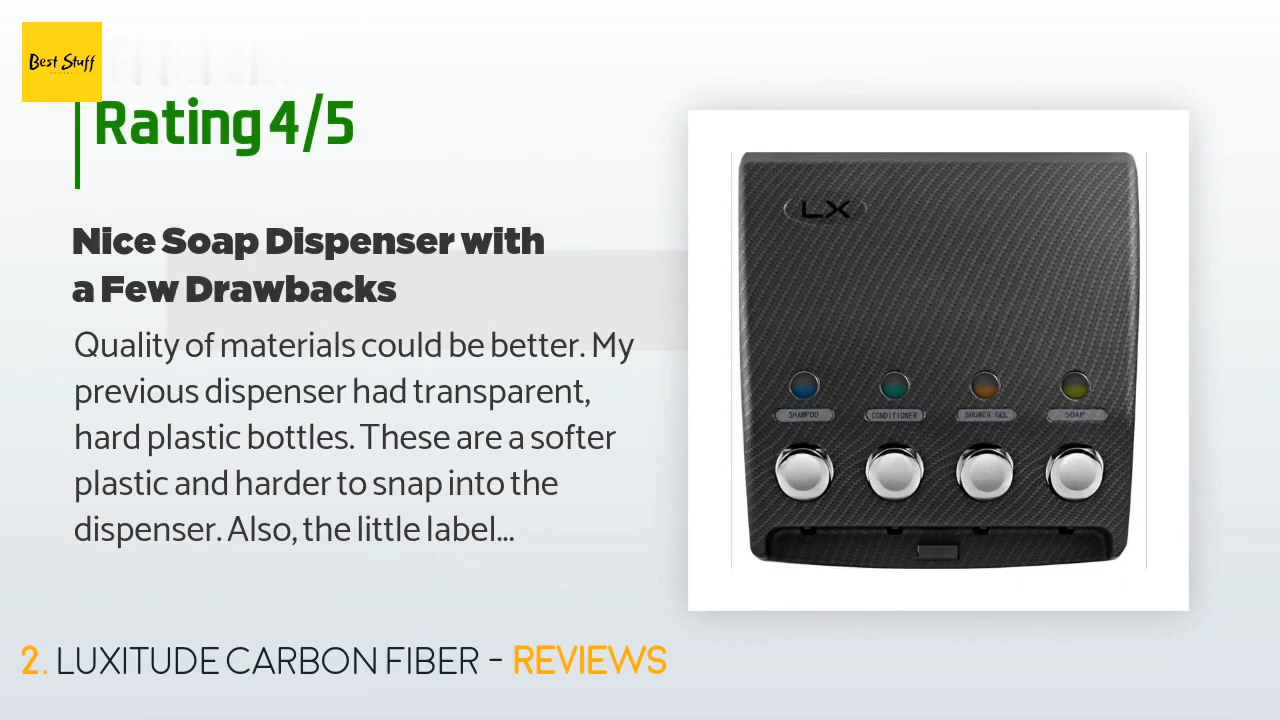 Best Stuff
Rating 4/5
Nice Soap Dispenser with
a Few Drawbacks
Quality of materials could be better. My
previous dispenser had transparent,
hard plastic bottles. These are a softer
plastic and harder to snap into the
dispenser. Also, the little label...
LX
SHAMPOO
CONDITIONER
SHOWER GEL
SOAP
2. LUXITUDE CARBON FIBER - REVIEWS